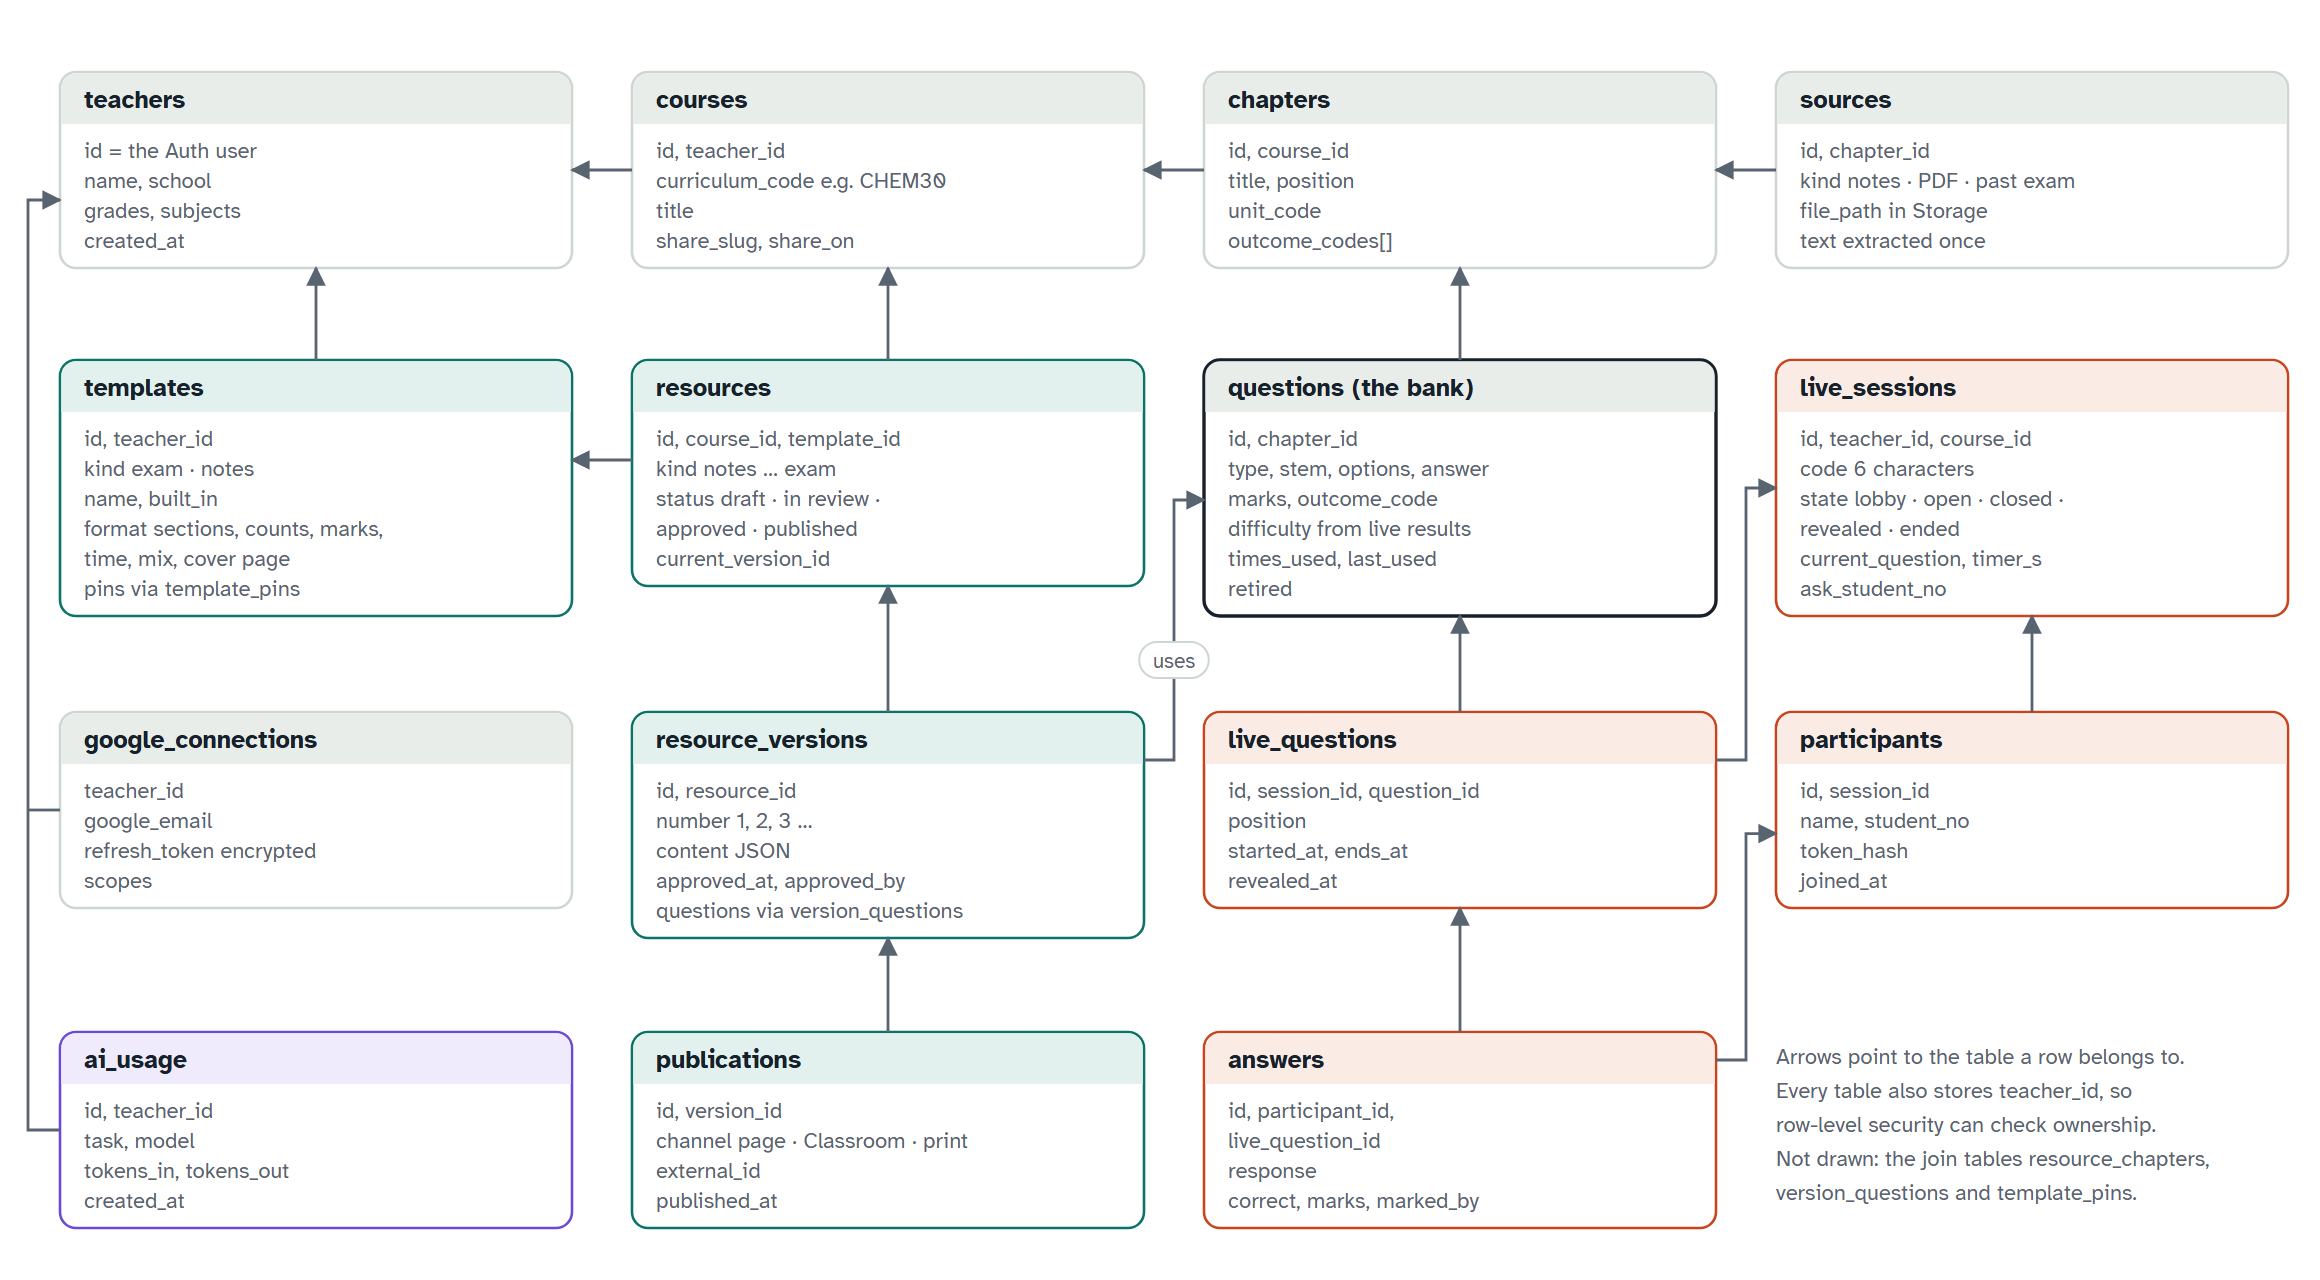 teachers
id = the Auth user
name, school
grades, subjects
created_at
courses
id, teacher_id
curriculum_code e.g. CHEM30
title
share_slug, share_on
chapters
id, course_id
title, position
unit_code
outcome_codes[]
sources
id, chapter_id
kind notes · PDF · past exam
file_path in Storage
text extracted once
templates
id, teacher_id
kind exam · notes
name, built_in
format sections, counts, marks,
time, mix, cover page
pins via template_pins
resources
id, course_id, template_id
kind notes ... exam
status draft · in review ·
approved · published
current_version_id
questions (the bank)
id, chapter_id
type, stem, options, answer
marks, outcome_code
difficulty from live results
times_used, last_used
retired
live_sessions
id, teacher_id, course_id
code 6 characters
state lobby · open · closed ·
revealed · ended
current_question, timer_s
ask_student_no
uses
google_connections
teacher_id
google_email
refresh_token encrypted
scopes
resource_versions
id, resource_id
number 1, 2, 3 ...
content JSON
approved_at, approved_by
questions via version_questions
live_questions
id, session_id, question_id
position
started_at, ends_at
revealed_at
participants
id, session_id
name, student_no
token_hash
joined_at
ai_usage
id, teacher_id
task, model
tokens_in, tokens_out
created_at
publications
id, version_id
channel page · Classroom · print
external_id
published_at
answers
id, participant_id,
live_question_id
response
correct, marks, marked_by
Arrows point to the table a row belongs to.
Every table also stores teacher_id, so
row-level security can check ownership.
Not drawn: the join tables resource_chapters,
version_questions and template_pins.